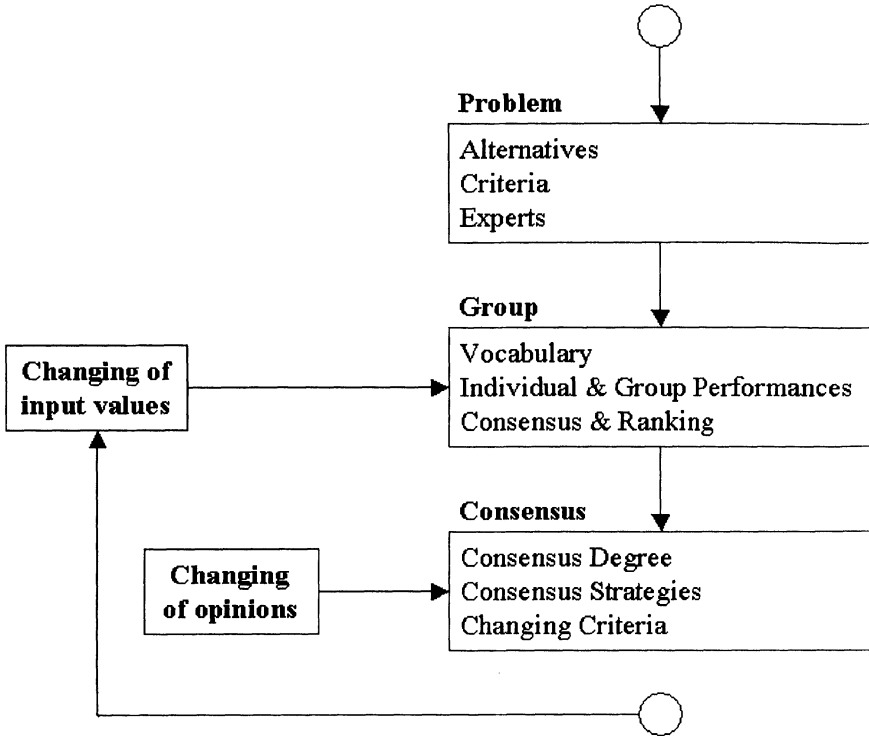 Problem
Alternatives
Criteria
Experts
Group
Vocabulary
Individual & Group Performances
Consensus & Ranking
Changing of
input values
Consensus
Consensus Degree
Consensus Strategies
Changing Criteria
Changing
of opinions